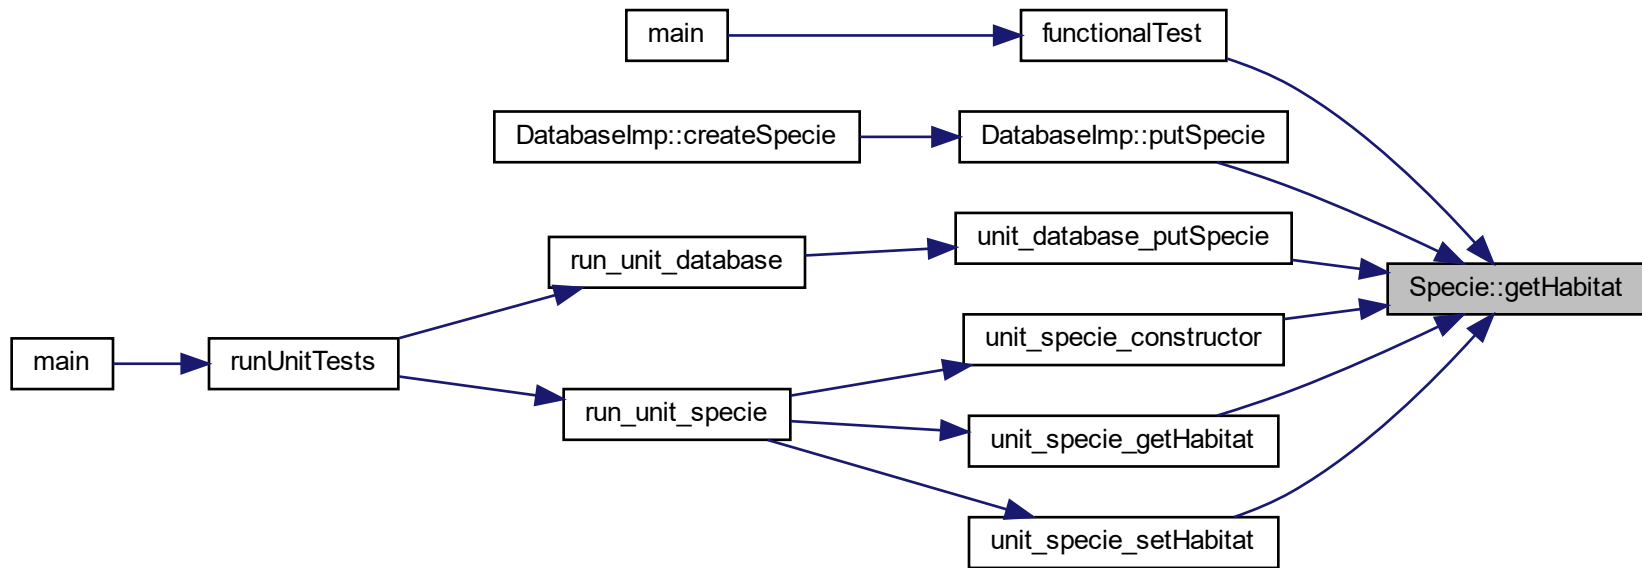 main
functionalTest
DatabaseImp::createSpecie
DatabaseImp::putSpecie
unit_database_putSpecie
run_unit_database
Specie::getHabitat
unit_specie_constructor
main
runUnitTests
run_unit_specie
unit_specie_getHabitat
unit_specie_setHabitat